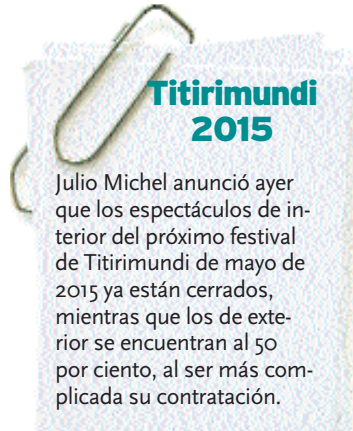 Titirimundi
2015
Julio Michel anunció ayer
que los espectáculos de in-
terior del próximo festival
de Titirimundi de mayo de
2015 ya están cerrados,
mientras que los de exte-
rior se encuentran al 50
por ciento, al ser más com-
plicada su contratación.